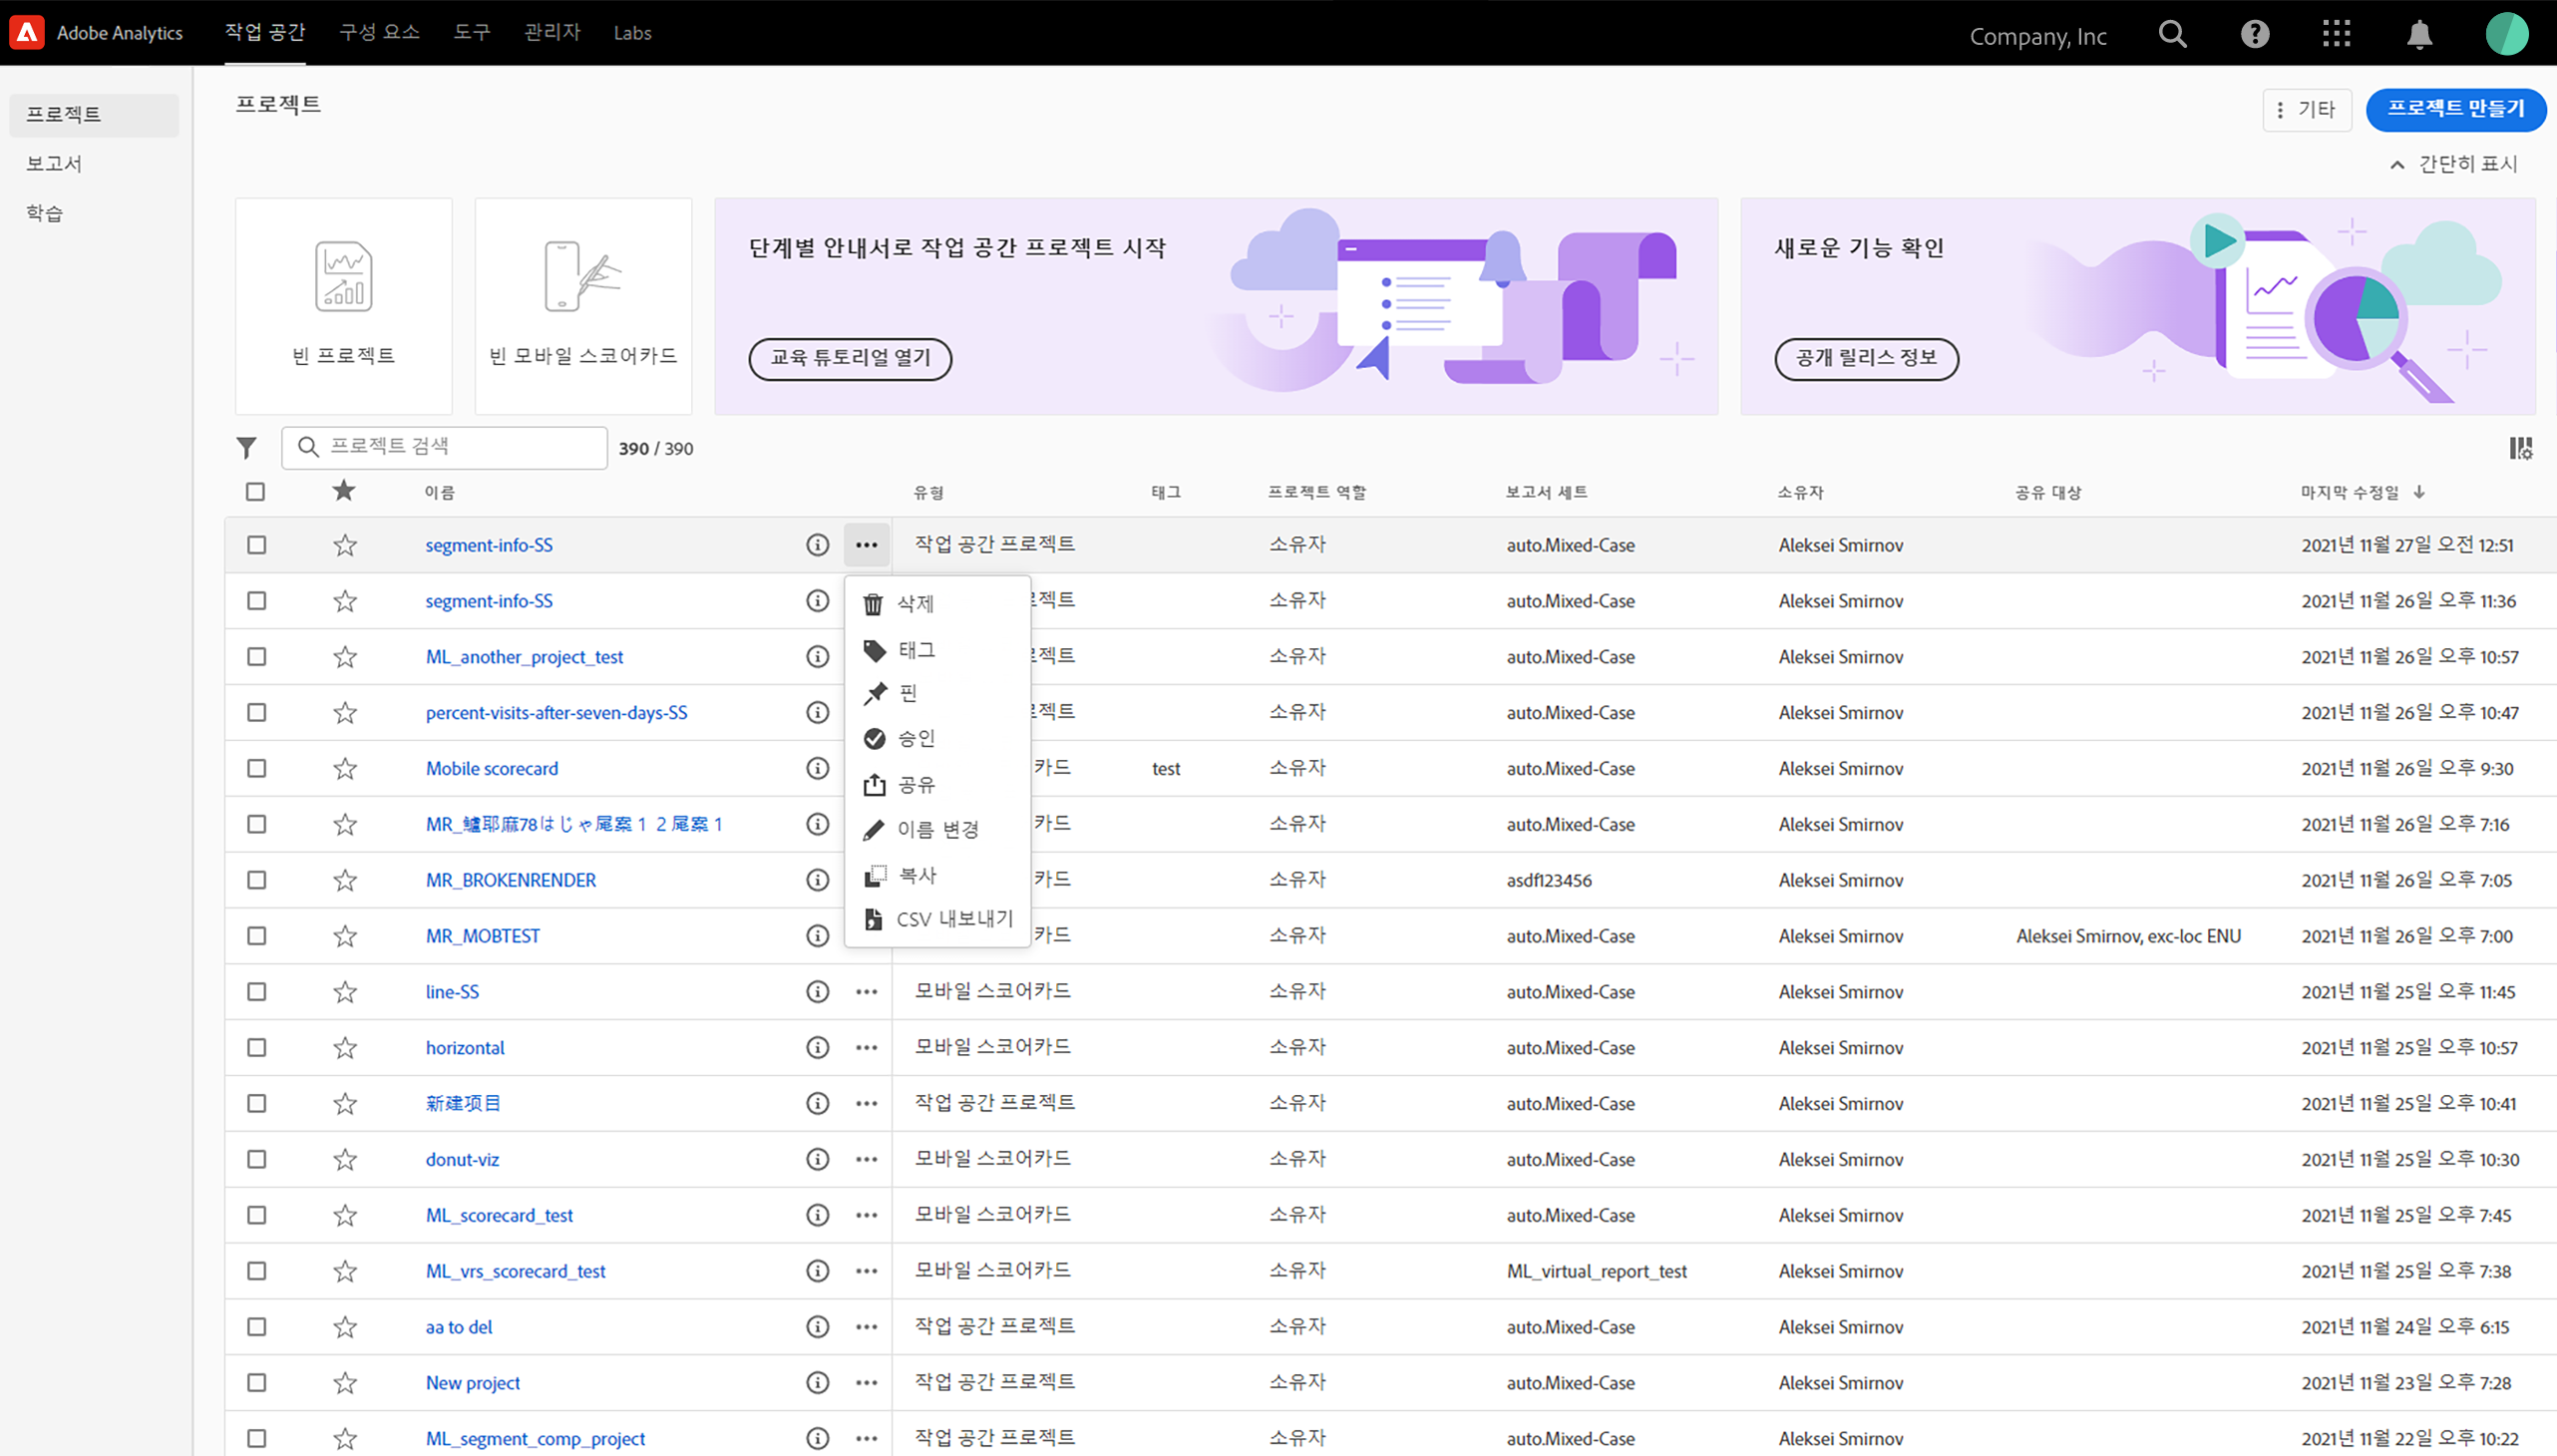 Adobe Analytics 작업 공간 구성 요소 도구 관리자 Labs Company, Inc
프로젝트
보고서
학습
프로젝트
기타 프로젝트 만들기
간단히 표시
빈 프로젝트
빈 모바일 스코어카드
단계별 안내서로 작업 공간 프로젝트 시작
교육 튜토리얼 열기
새로운 기능 확인
공개 릴리스 정보
프로젝트 검색 390 / 390
이름 유형 태그 프로젝트 역할 보고서 세트 소유자 공유 대상 마지막 수정일
segment-info-SS 작업 공간 프로젝트 소유자 auto.Mixed-Case Aleksei Smirnov 2021년 11월 27일 오전 12:51
segment-info-SS 소유자 auto.Mixed-Case Aleksei Smirnov 2021년 11월 26일 오후 11:36
ML_another_project_test 소유자 auto.Mixed-Case Aleksei Smirnov 2021년 11월 26일 오후 10:57
percent-visits-after-seven-days-SS 소유자 auto.Mixed-Case Aleksei Smirnov 2021년 11월 26일 오후 10:47
Mobile scorecard 카드 test 소유자 auto.Mixed-Case Aleksei Smirnov 2021년 11월 26일 오후 9:30
MR_鱸耶麻78はじゃ尾案１２尾案１ 카드 소유자 auto.Mixed-Case Aleksei Smirnov 2021년 11월 26일 오후 7:16
MR_BROKENRENDER 카드 소유자 asdf123456 Aleksei Smirnov 2021년 11월 26일 오후 7:05
MR_MOBTEST 카드 소유자 auto.Mixed-Case Aleksei Smirnov Aleksei Smirnov, exc-loc ENU 2021년 11월 26일 오후 7:00
삭제
태그
핀
승인
공유
이름 변경
복사
CSV 내보내기
line-SS 모바일 스코어카드 소유자 auto.Mixed-Case Aleksei Smirnov 2021년 11월 25일 오후 11:45
horizontal 모바일 스코어카드 소유자 auto.Mixed-Case Aleksei Smirnov 2021년 11월 25일 오후 10:57
新建项目 작업 공간 프로젝트 소유자 auto.Mixed-Case Aleksei Smirnov 2021년 11월 25일 오후 10:41
donut-viz 모바일 스코어카드 소유자 auto.Mixed-Case Aleksei Smirnov 2021년 11월 25일 오후 10:30
ML_scorecard_test 모바일 스코어카드 소유자 auto.Mixed-Case Aleksei Smirnov 2021년 11월 25일 오후 7:45
ML_vrs_scorecard_test 모바일 스코어카드 소유자 ML_virtual_report_test Aleksei Smirnov 2021년 11월 25일 오후 7:38
aa to del 작업 공간 프로젝트 소유자 auto.Mixed-Case Aleksei Smirnov 2021년 11월 24일 오후 6:15
New project 작업 공간 프로젝트 소유자 auto.Mixed-Case Aleksei Smirnov 2021년 11월 23일 오후 7:28
ML_segment_comp_project 작업 공간 프로젝트 소유자 auto.Mixed-Case Aleksei Smirnov 2021년 11월 22일 오후 10:22